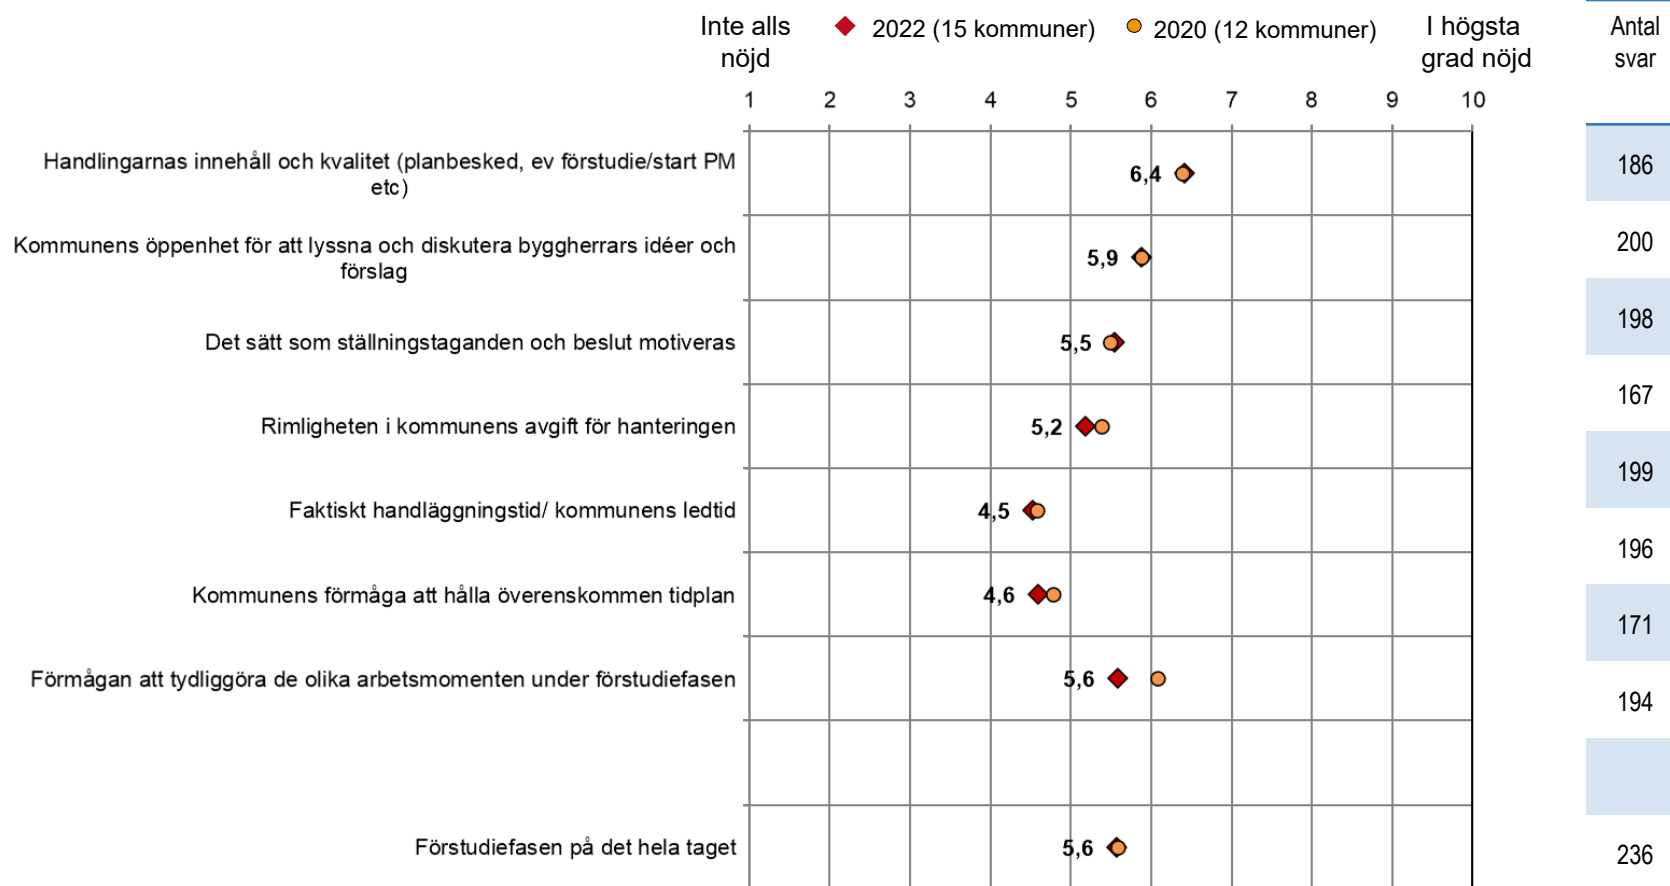 Inte alls
nöjd
2022 (15 kommuner)
2020 (12 kommuner)
I högsta
grad nöjd
Antal
svar
1 2 3 4 5 6 7 8 9 10
Handlingarnas innehåll och kvalitet (planbesked, ev förstudie/start PM
etc)
6,4
186
Kommunens öppenhet för att lyssna och diskutera byggherrars idéer och
förslag
5,9
200
Det sätt som ställningstaganden och beslut motiveras
5,5
198
Rimligheten i kommunens avgift för hanteringen
5,2
167
Faktiskt handläggningstid/ kommunens ledtid
4,5
199
Kommunens förmåga att hålla överenskommen tidplan
4,6
196
171
Förmågan att tydliggöra de olika arbetsmomenten under förstudiefasen
5,6
194
Förstudiefasen på det hela taget
5,6
236